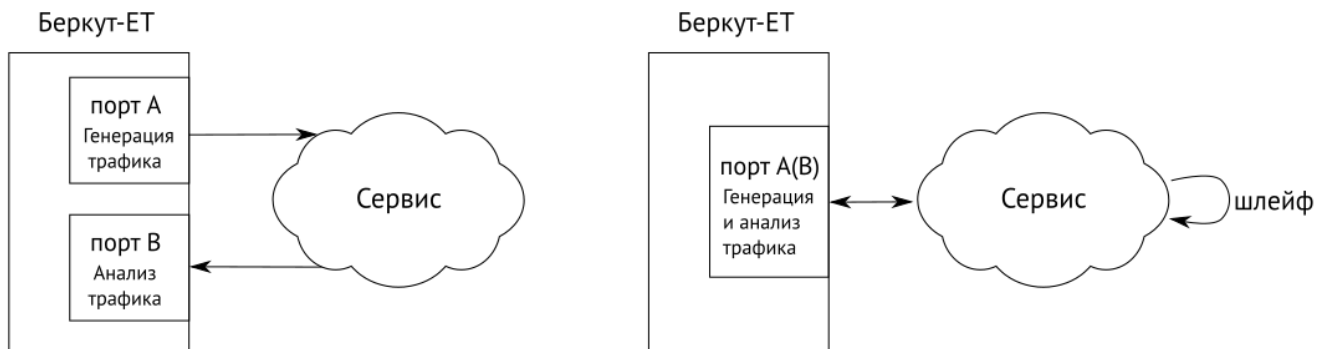 Беркут-ET
порт A
Генерация
трафика
порт B
Анализ
трафика
Сервис
Беркут-ET
порт A(B)
Генерация
и анализ
трафика
Сервис
шлейф